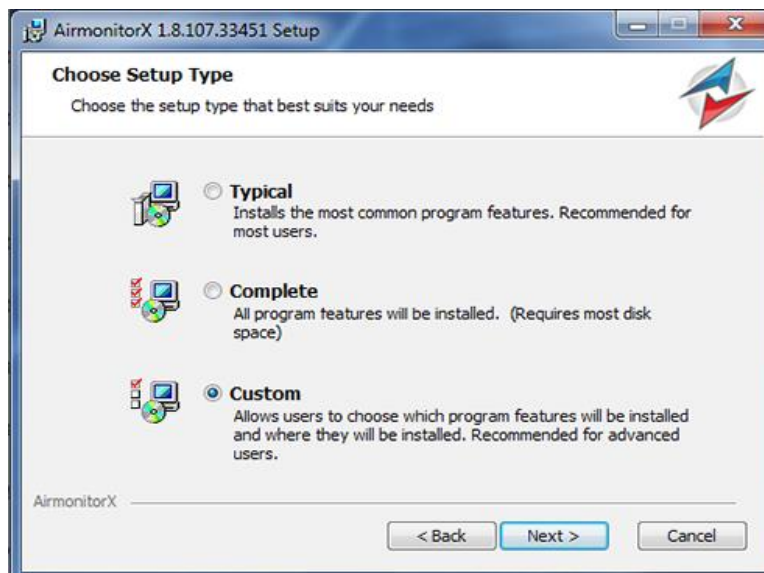 AirmonitorX 1.8.107.33451 Setup
Choose Setup Type
Choose the setup type that best suits your needs
Typical
Installs the most common program features. Recommended for
most users.
Complete
All program features will be installed. (Requires most disk
space)
Custom
Allows users to choose which program features will be installed
and where they will be installed. Recommended for advanced
users.
AirmonitorX
< Back
Next >
Cancel